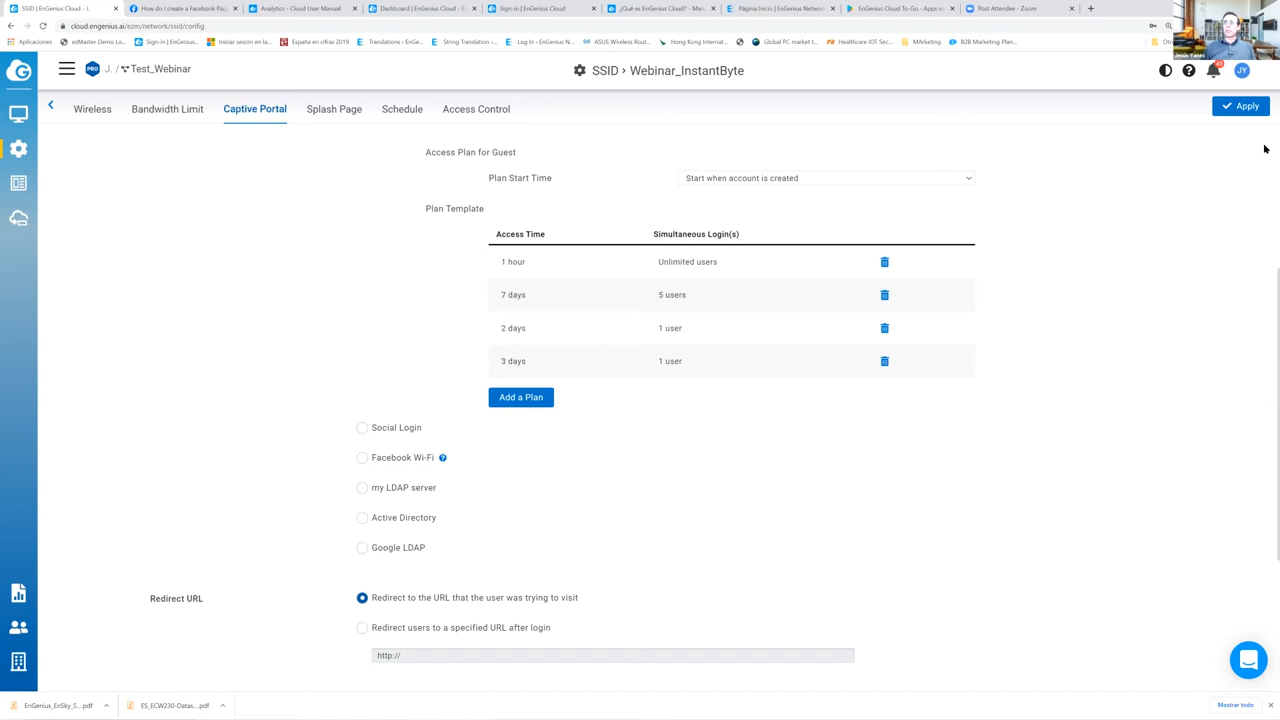 SSID | EnGenius Cloud - J.
How do I create a Facebook Pag
Analytics - Cloud User Manual
Dashboard | EnGenius Cloud - E
Sign-in | EnGenius Cloud
¿Qué es EnGenius Cloud? - Ma
Página Inicio | EnGenius Networ
EnGenius Cloud To-Go - Apps e
Post Attendee - Zoom
cloud.engenius.ai/ezm/network/ssid/config
Aplicaciones
ezMaster Demo Lo...
Sign-in | EnGenius...
Iniciar sesión en la...
España en cifras 2019
Translations ‹ EnGe...
String Translation ‹...
Log In ‹ EnGenius N...
ASUS Wireless Rout...
Hong Kong Internat...
Global PC market t...
Healthcare IOT Sec...
MArketing
B2B Marketing Plan...
Jesús Yanes
PRO J. / Test_Webinar
SSID › Webinar_InstantByte
43
JY
Wireless Bandwidth Limit Captive Portal Splash Page Schedule Access Control
Apply
Access Plan for Guest
Plan Start Time Start when account is created
Plan Template
Access Time Simultaneous Login(s)
1 hour Unlimited users
7 days 5 users
2 days 1 user
3 days 1 user
Add a Plan
Social Login
Facebook Wi-Fi
my LDAP server
Active Directory
Google LDAP
Redirect URL Redirect to the URL that the user was trying to visit
Redirect users to a specified URL after login
http://
EnGenius_EnSky_S....pdf
ES_ECW230-Datas....pdf
Mostrar todo